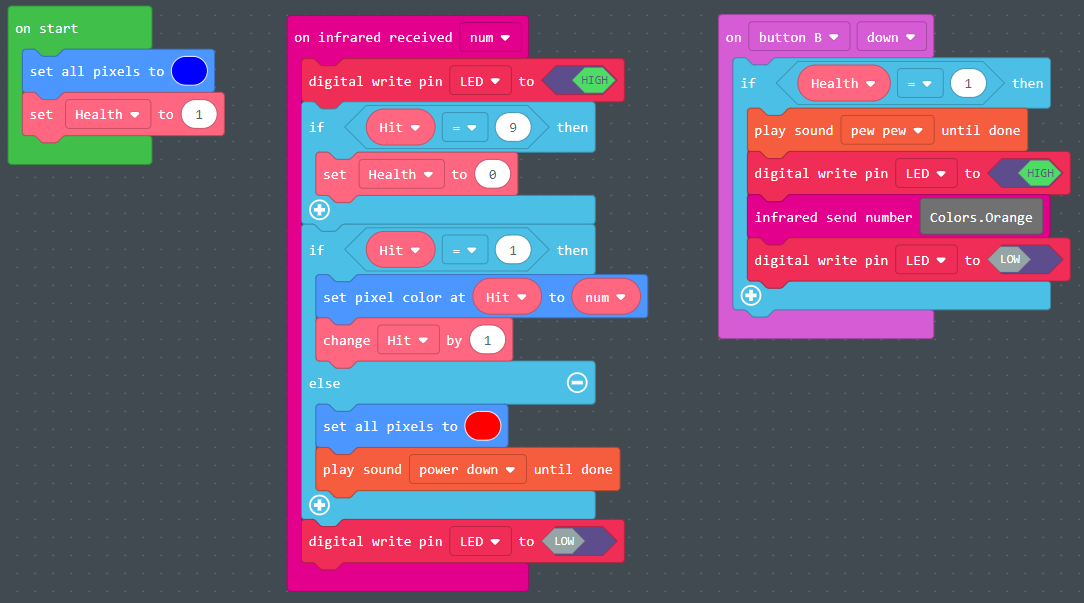 on start
set all pixels to
set Health to 1
on infrared received num
digital write pin LED to HIGH
if Hit = 9 then
set Health to 0
if Hit = 1 then
set pixel color at Hit to num
change Hit by 1
else
set all pixels to
play sound power down until done
digital write pin LED to LOW
on button B down
if Health = 1 then
play sound pew pew until done
digital write pin LED to HIGH
infrared send number Colors.Orange
digital write pin LED to LOW